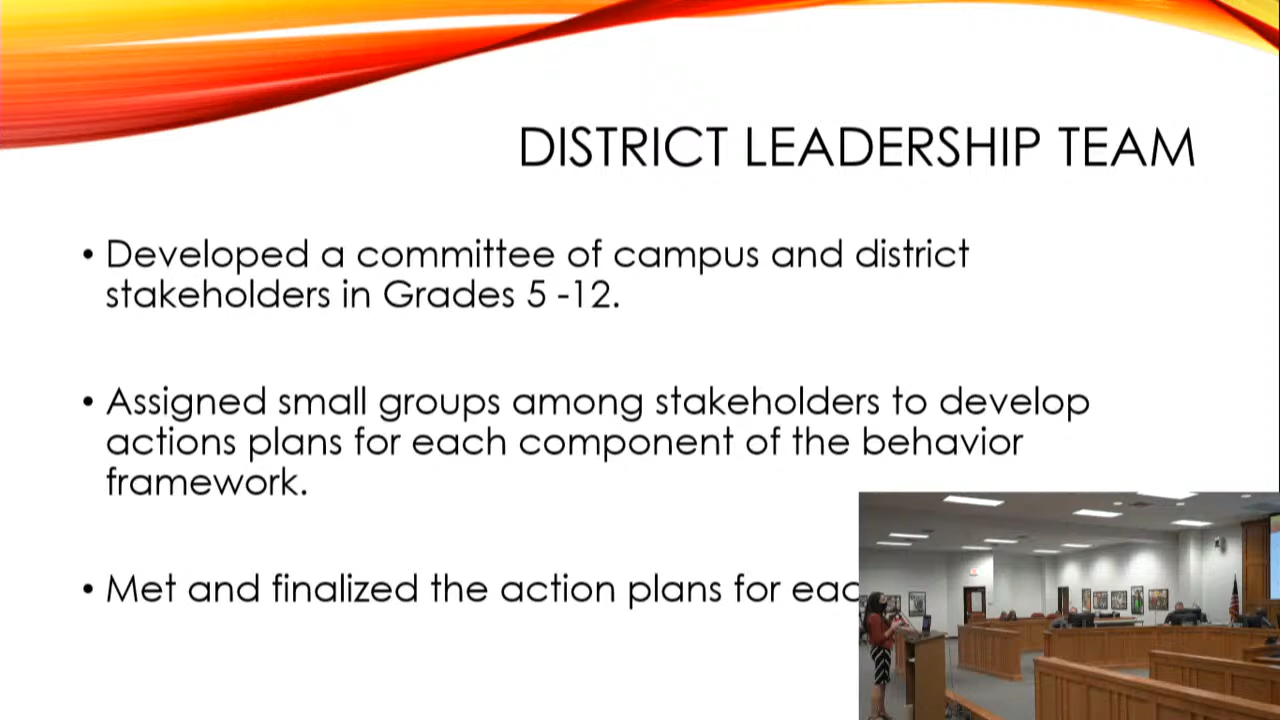 DISTRICT LEADERSHIP TEAM
• Developed a committee of campus and district
stakeholders in Grades 5 -12.
• Assigned small groups among stakeholders to develop
actions plans for each component of the behavior
framework.
• Met and finalized the action plans for